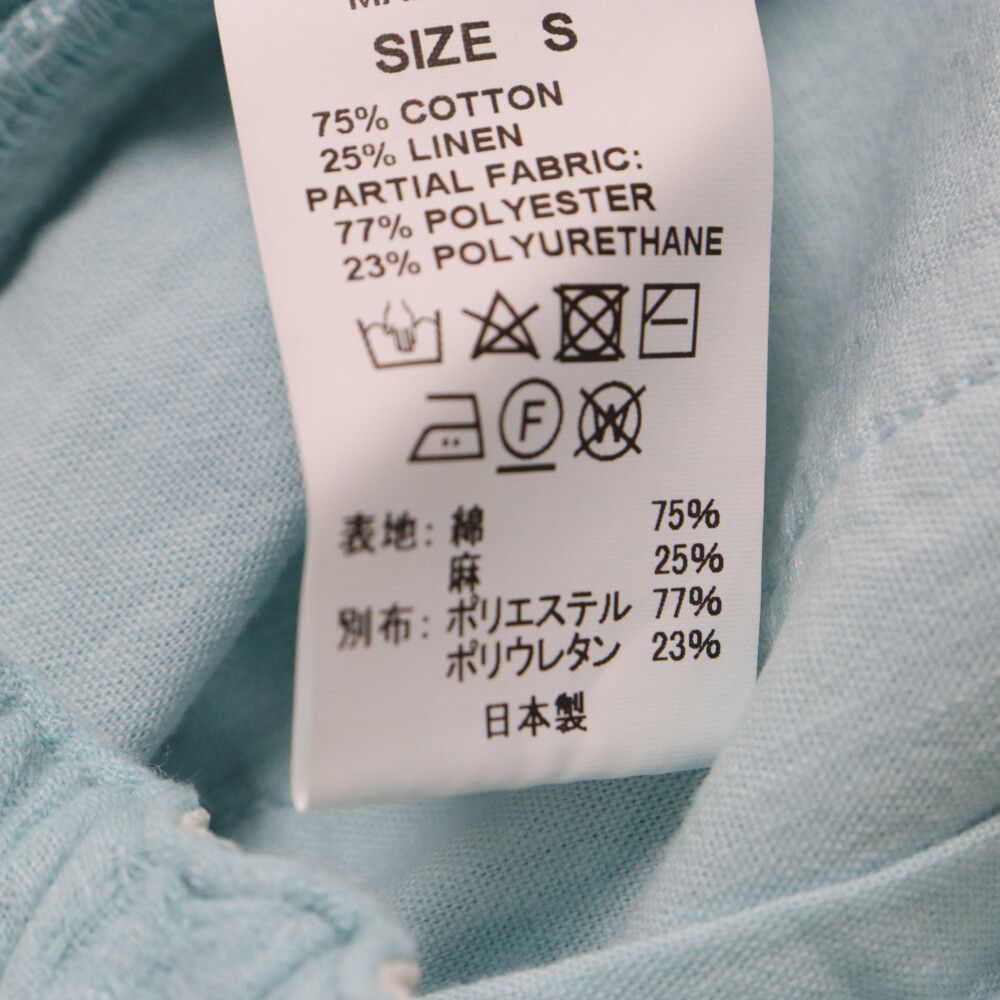 SIZE S
75% COTTON
25% LINEN
PARTIAL FABRIC:
77% POLYESTER
23% POLYURETHANE
F
W
表地: 綿 75%
麻 25%
別布: ポリエステル 77%
ポリウレタン 23%
日本製